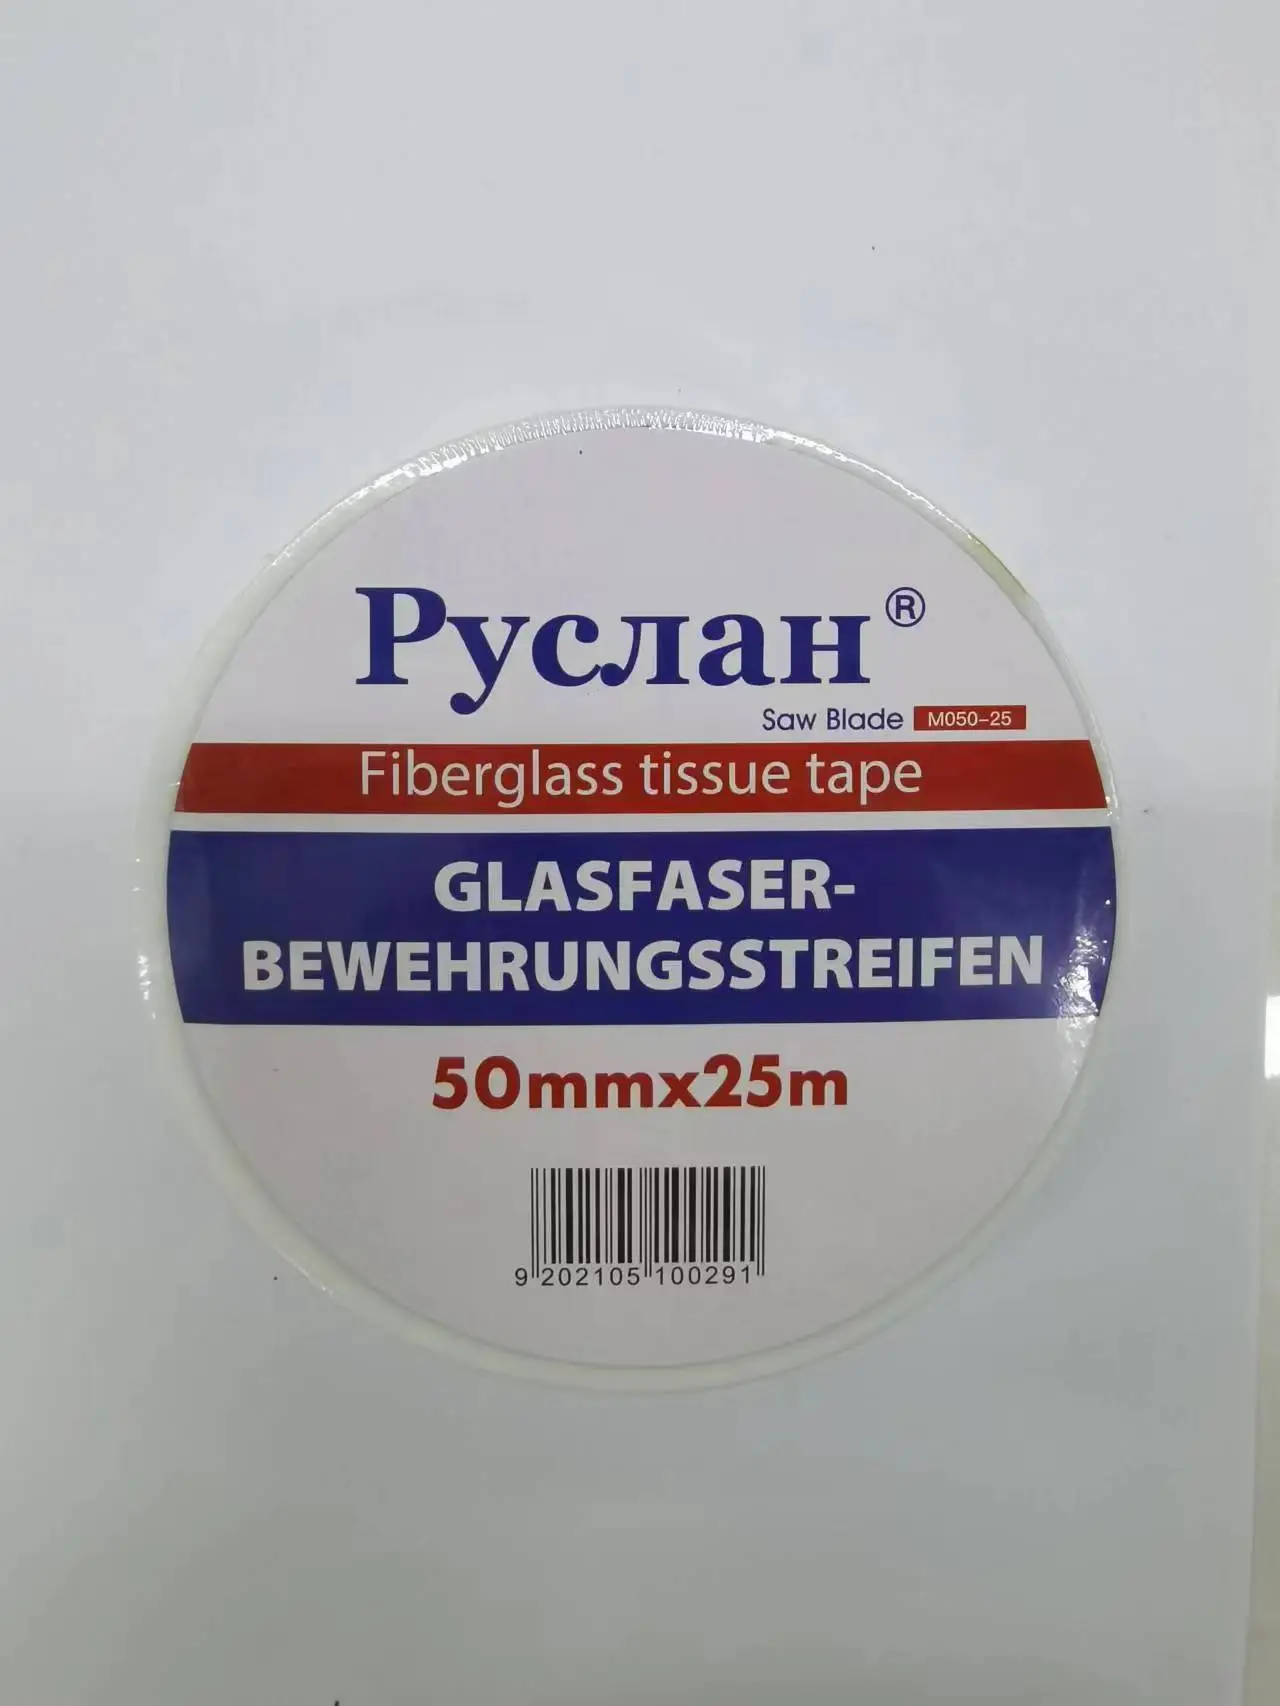 Руслан®
Saw Blade M050-25
Fiberglass tissue tape
GLASFASER-
BEWEHRUNGSSTREIFEN
50mmx25m
9 202105 100291